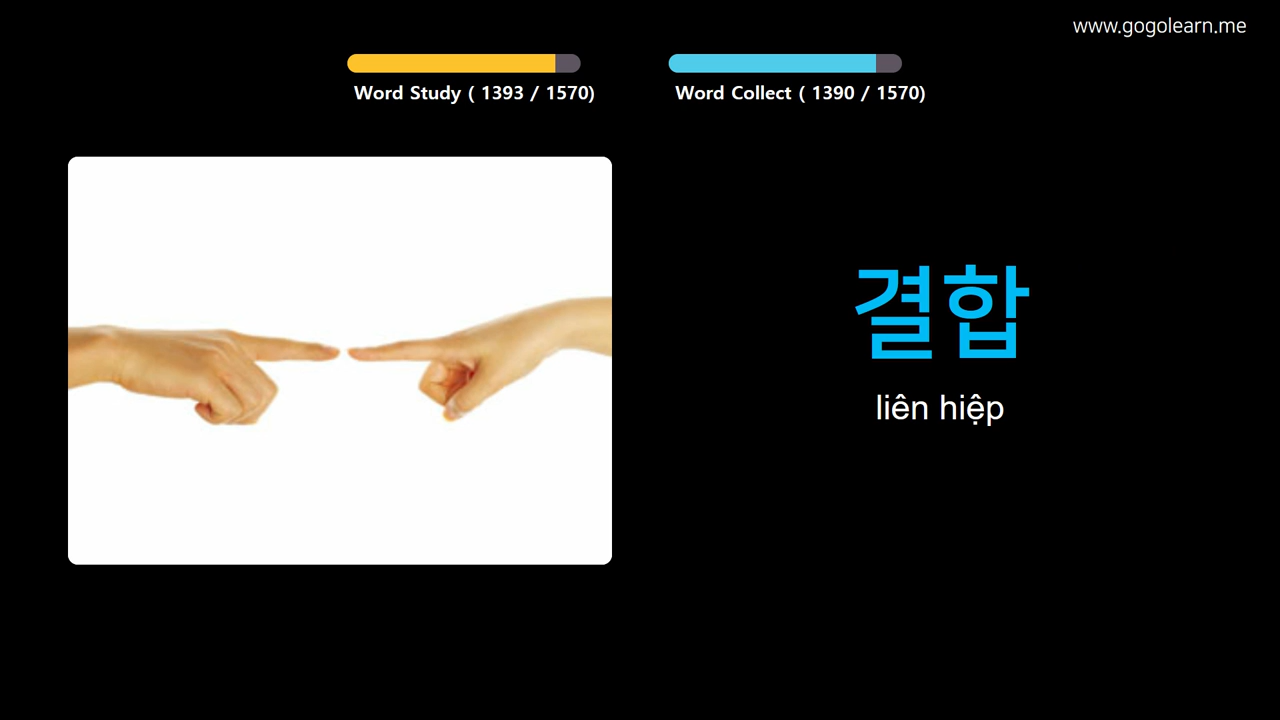 www.gogolearn.me
Word Study ( 1393 / 1570)
Word Collect ( 1390 / 1570)
결합
liên hiệp